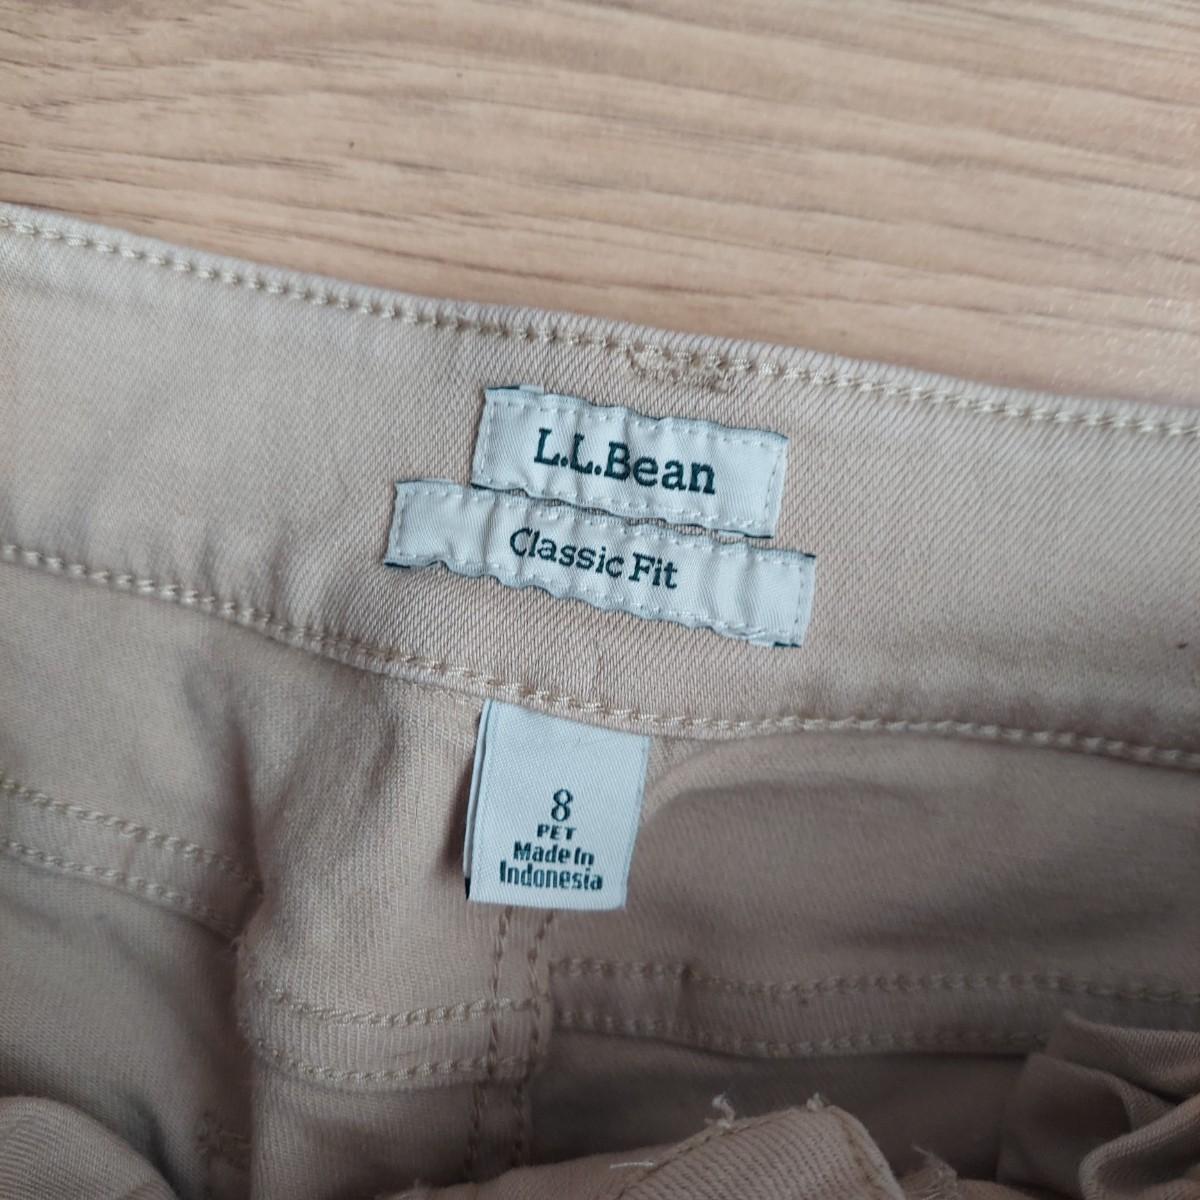 L.L.Bean
Classic Fit
8
PET
Made In
Indonesia